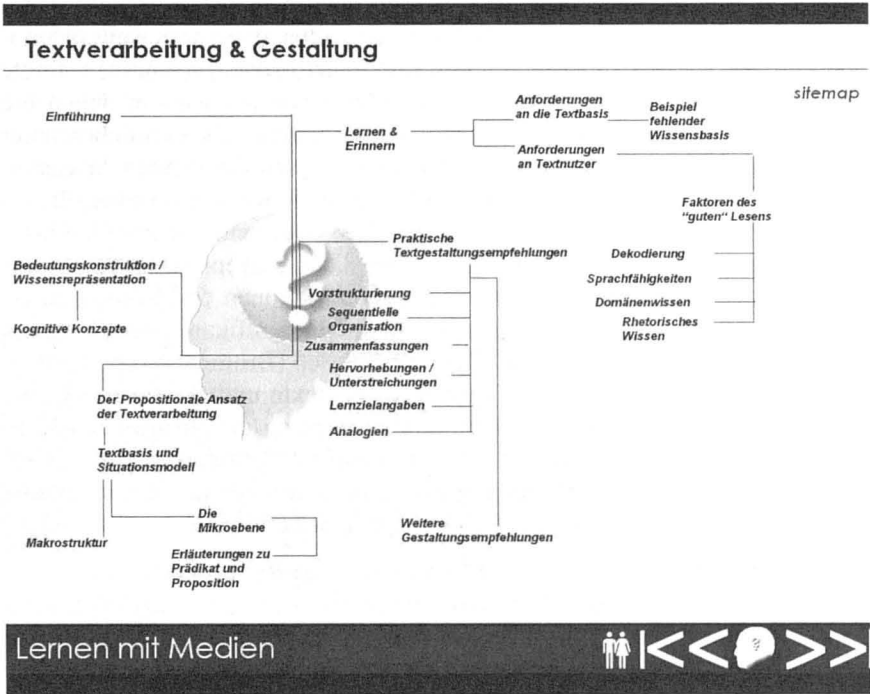 Textverarbeitung & Gestaltung
sitemap
Einführung
Lernen &
Erinnern
Anforderungen
an die Textbasis
Beispiel
fehlender
Wissensbasis
Anforderungen
an Textnutzer
Faktoren des
"guten" Lesens
Dekodierung
Sprachfähigkeiten
Domänenwissen
Rhetorisches
Wissen
Praktische
Textgestaltungsempfehlungen
Vorstrukturierung
Sequentielle
Organisation
Zusammenfassungen
Hervorhebungen /
Unterstreichungen
Lernzielangaben
Analogien
Weitere
Gestaltungsempfehlungen
Bedeutungskonstruktion /
Wissensrepräsentation
Kognitive Konzepte
Der Propositionale Ansatz
der Textverarbeitung
Textbasis und
Situationsmodell
Makrostruktur
Die
Mikroebene
Erläuterungen zu
Prädikat und
Proposition
Lernen mit Medien
|<< ? >>|